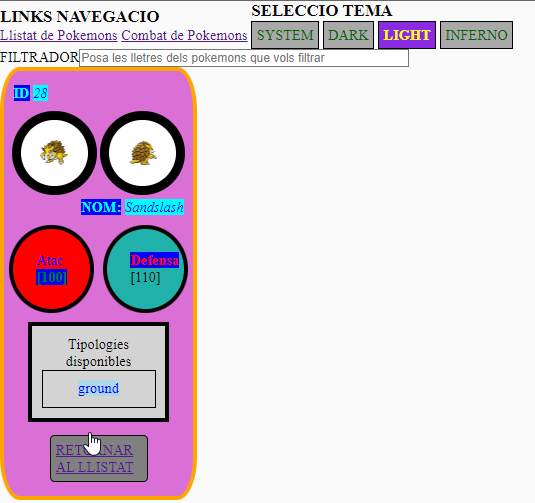 LINKS NAVEGACIO
Llistat de Pokemons Combat de Pokemons
SELECCIO TEMA
SYSTEM DARK LIGHT INFERNO
FILTRADOR Posa les lletres dels pokemons que vols filtrar
ID 28
NOM: Sandslash
Atac
[100]
Defensa
[110]
Tipologies
disponibles
ground
RETORNAR
AL LLISTAT